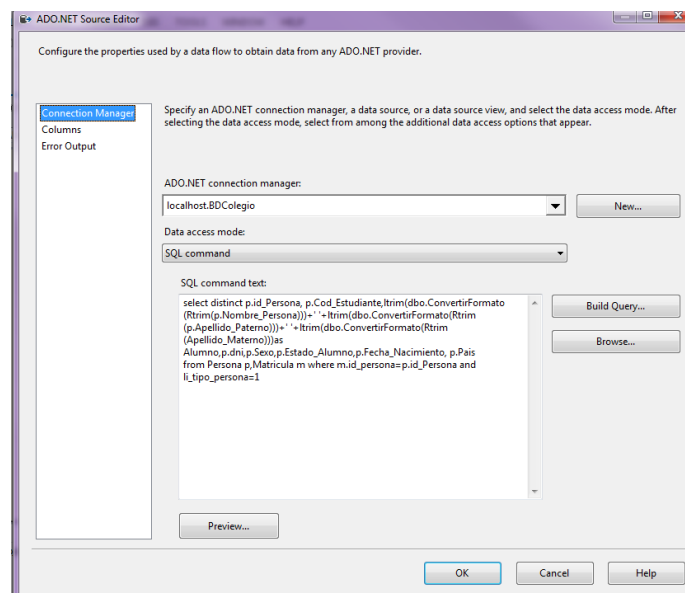 ADO.NET Source Editor
Configure the properties used by a data flow to obtain data from any ADO.NET provider.
Connection Manager
Columns
Error Output
Specify an ADO.NET connection manager, a data source, or a data source view, and select the data access mode. After
selecting the data access mode, select from among the additional data access options that appear.
ADO.NET connection manager:
localhost.BDColegio
New...
Data access mode:
SQL command
SQL command text:
select distinct p.id_Persona, p.Cod_Estudiante,ltrim(dbo.ConvertirFormato
(Rtrim(p.Nombre_Persona)))+' '+ltrim(dbo.ConvertirFormato(Rtrim
(p.Apellido_Paterno)))+' '+ltrim(dbo.ConvertirFormato(Rtrim
(Apellido_Materno)))as
Alumno,p.dni,p.Sexo,p.Estado_Alumno,p.Fecha_Nacimiento, p.Pais
from Persona p,Matricula m where m.id_persona=p.id_Persona and
li_tipo_persona=1
Build Query...
Browse...
Preview...
OK
Cancel
Help